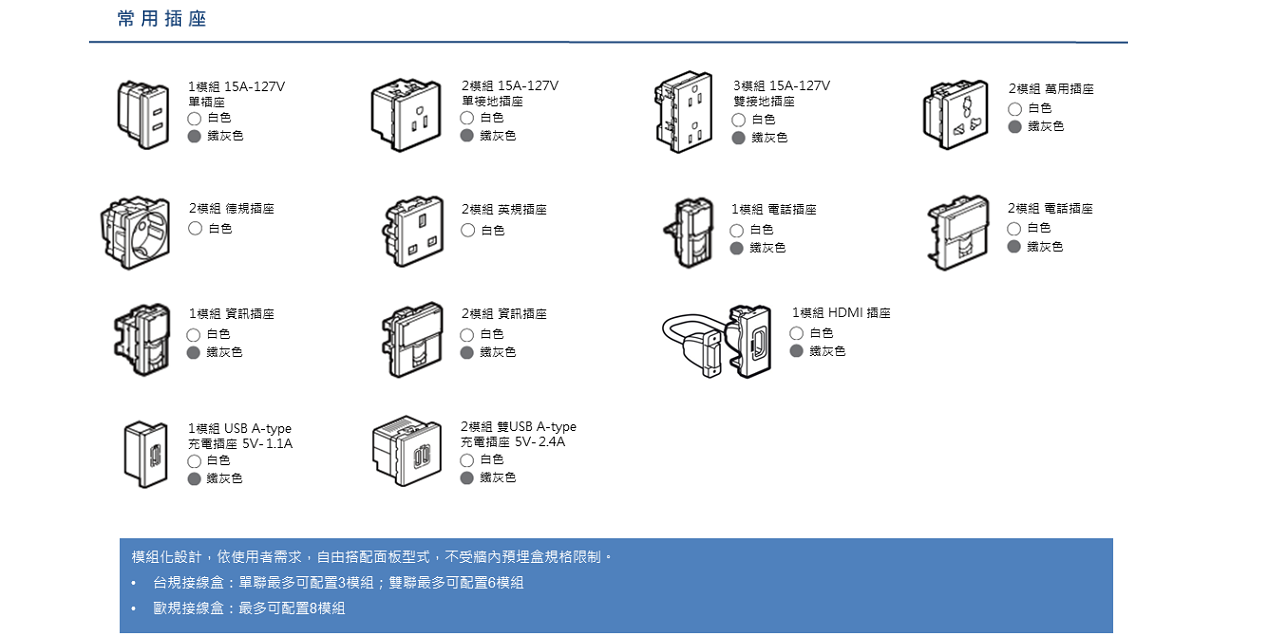 常用插座
1模組 15A-127V
單插座
白色
鐵灰色
2模組 15A-127V
單接地插座
白色
鐵灰色
3模組 15A-127V
雙接地插座
白色
鐵灰色
2模組 萬用插座
白色
鐵灰色
2模組 德規插座
白色
2模組 英規插座
白色
1模組 電話插座
白色
鐵灰色
2模組 電話插座
白色
鐵灰色
1模組 資訊插座
白色
鐵灰色
2模組 資訊插座
白色
鐵灰色
1模組 HDMI 插座
白色
鐵灰色
1模組 USB A-type
充電插座 5V- 1.1A
白色
鐵灰色
2模組 雙USB A-type
充電插座 5V- 2.4A
白色
鐵灰色
模組化設計，依使用者需求，自由搭配面板型式，不受牆內預埋盒規格限制。
• 台規接線盒：單聯最多可配置3模組；雙聯最多可配置6模組
• 歐規接線盒：最多可配置8模組